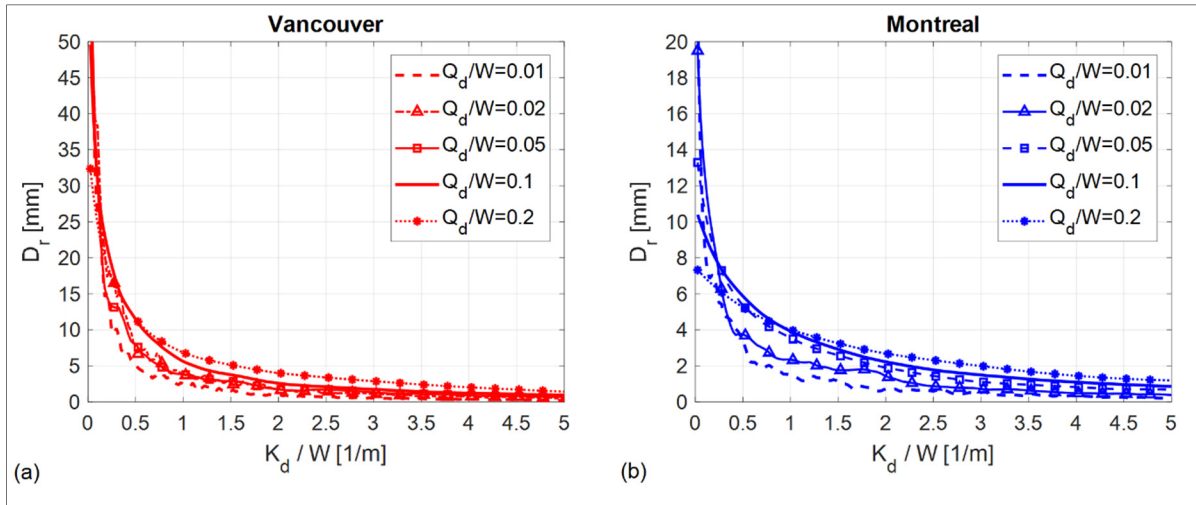 Vancouver
50
45
40
35
30
25
20
15
10
5
0
D_r [mm]
Q_d/W=0.01
Q_d/W=0.02
Q_d/W=0.05
Q_d/W=0.1
Q_d/W=0.2
0 0.5 1 1.5 2 2.5 3 3.5 4 4.5 5
K_d / W [1/m]
(a)
Montreal
20
18
16
14
12
10
8
6
4
2
0
D_r [mm]
Q_d/W=0.01
Q_d/W=0.02
Q_d/W=0.05
Q_d/W=0.1
Q_d/W=0.2
0 0.5 1 1.5 2 2.5 3 3.5 4 4.5 5
K_d / W [1/m]
(b)